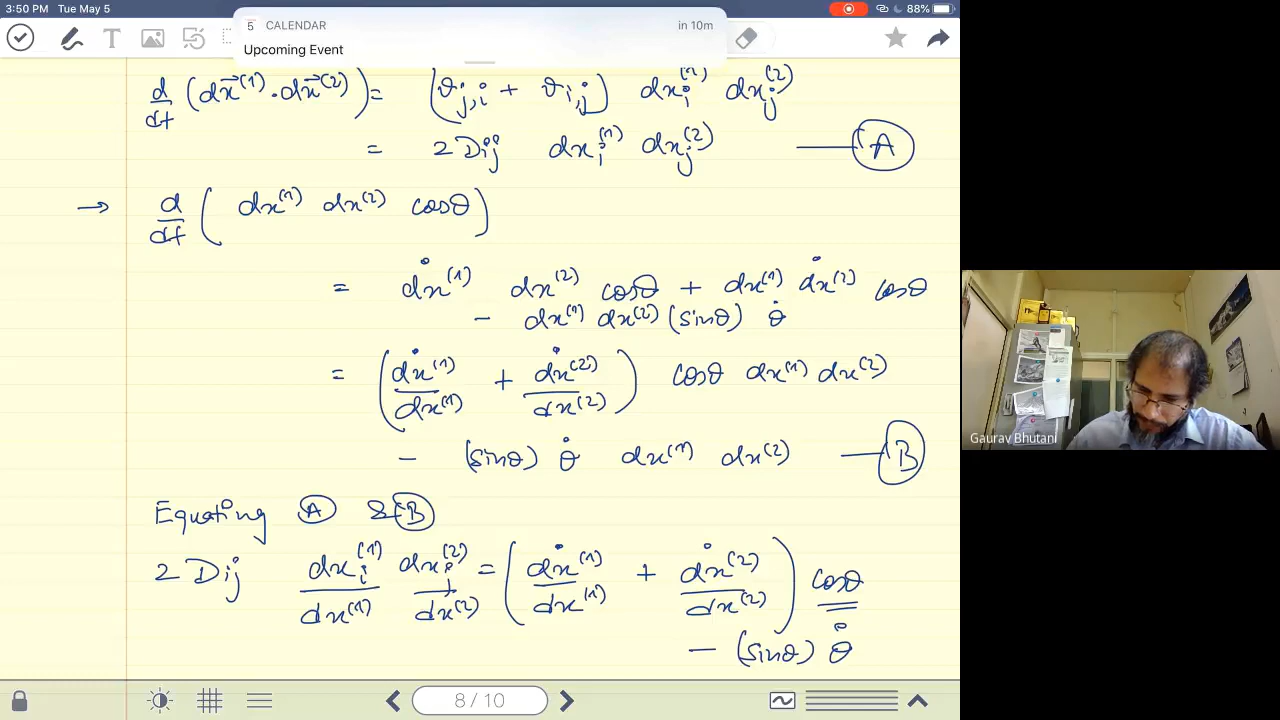 3:50 PM Tue May 5
88%
5 CALENDAR in 10m
Upcoming Event
d/dt (dx⃗⁽¹⁾ · dx⃗⁽²⁾) = (v_{j,i} + v_{i,j}) dx_i⁽¹⁾ dx_j⁽²⁾
= 2 D_{ij} dx_i⁽¹⁾ dx_j⁽²⁾ — A
→ d/dt ( dx⁽¹⁾ dx⁽²⁾ cosθ )
= dẋ⁽¹⁾ dx⁽²⁾ cosθ + dx⁽¹⁾ dẋ⁽²⁾ cosθ
− dx⁽¹⁾ dx⁽²⁾ (sinθ) θ̇
= ( dẋ⁽¹⁾/dx⁽¹⁾ + dẋ⁽²⁾/dx⁽²⁾ ) cosθ dx⁽¹⁾ dx⁽²⁾
− (sinθ) θ̇ dx⁽¹⁾ dx⁽²⁾ — B
Equating A & B
2 D_{ij} dx_i⁽¹⁾/dx⁽¹⁾ dx_j⁽²⁾/dx⁽²⁾ = ( dẋ⁽¹⁾/dx⁽¹⁾ + dẋ⁽²⁾/dx⁽²⁾ ) cosθ
− (sinθ) θ̇
8 / 10
Gaurav Bhutani